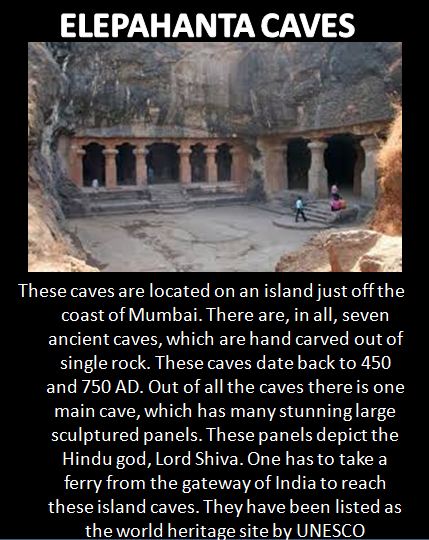 ELEPAHANTA CAVES
These caves are located on an island just off the
coast of Mumbai. There are, in all, seven
ancient caves, which are hand carved out of
single rock. These caves date back to 450
and 750 AD. Out of all the caves there is one
main cave, which has many stunning large
sculptured panels. These panels depict the
Hindu god, Lord Shiva. One has to take a
ferry from the gateway of India to reach
these island caves. They have been listed as
the world heritage site by UNESCO